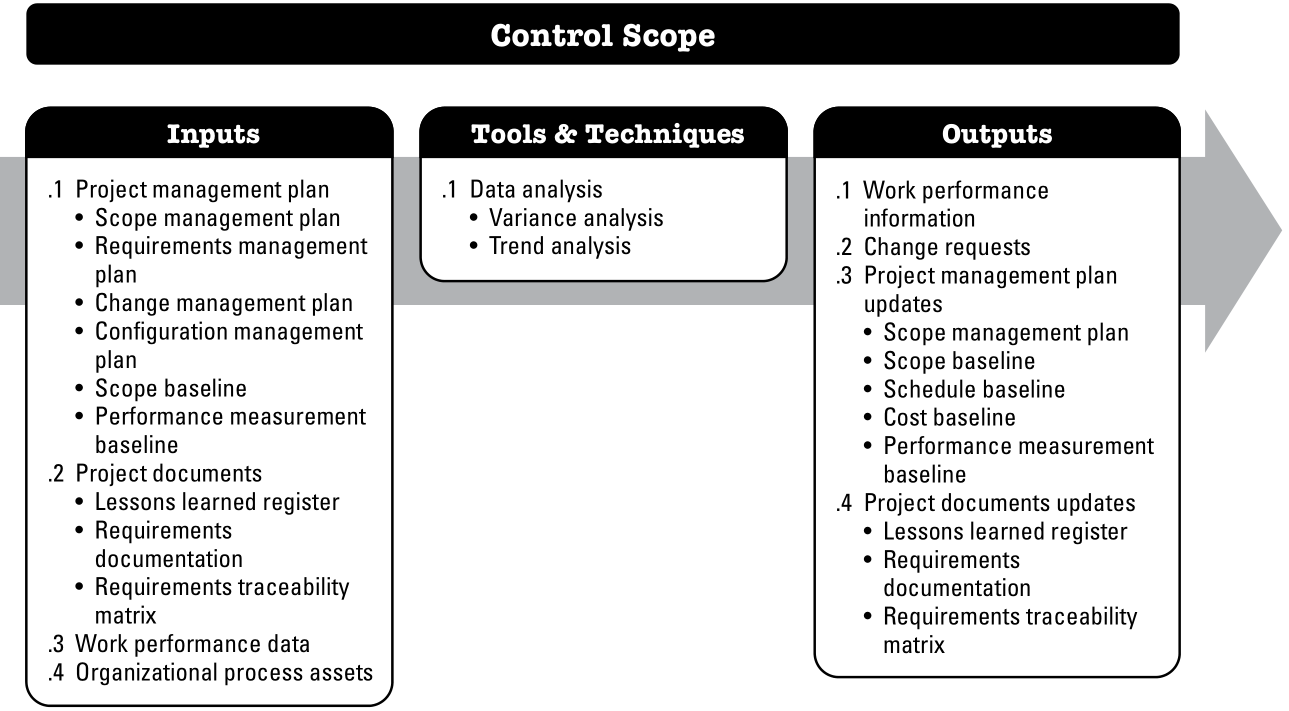 Control Scope
Inputs
.1 Project management plan
• Scope management plan
• Requirements management
plan
• Change management plan
• Configuration management
plan
• Scope baseline
• Performance measurement
baseline
.2 Project documents
• Lessons learned register
• Requirements
documentation
• Requirements traceability
matrix
.3 Work performance data
.4 Organizational process assets
Tools & Techniques
.1 Data analysis
• Variance analysis
• Trend analysis
Outputs
.1 Work performance
information
.2 Change requests
.3 Project management plan
updates
• Scope management plan
• Scope baseline
• Schedule baseline
• Cost baseline
• Performance measurement
baseline
.4 Project documents updates
• Lessons learned register
• Requirements
documentation
• Requirements traceability
matrix